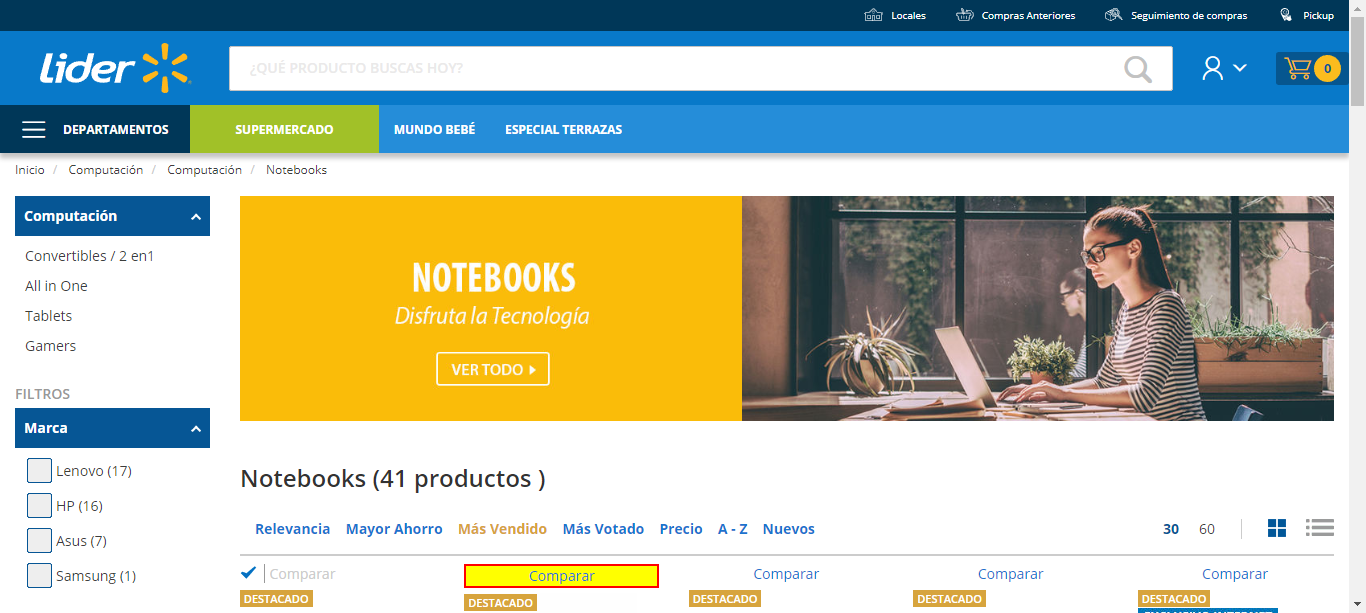 Locales Compras Anteriores Seguimiento de compras Pickup
Lider
¿QUÉ PRODUCTO BUSCAS HOY?
0
DEPARTAMENTOS SUPERMERCADO MUNDO BEBÉ ESPECIAL TERRAZAS
Inicio / Computación / Computación / Notebooks
Computación
Convertibles / 2 en1
All in One
Tablets
Gamers
FILTROS
Marca
Lenovo (17)
HP (16)
Asus (7)
Samsung (1)
NOTEBOOKS
Disfruta la Tecnología
VER TODO
Notebooks (41 productos )
Relevancia Mayor Ahorro Más Vendido Más Votado Precio A - Z Nuevos 30 60
Comparar Comparar Comparar Comparar Comparar
DESTACADO DESTACADO DESTACADO DESTACADO DESTACADO